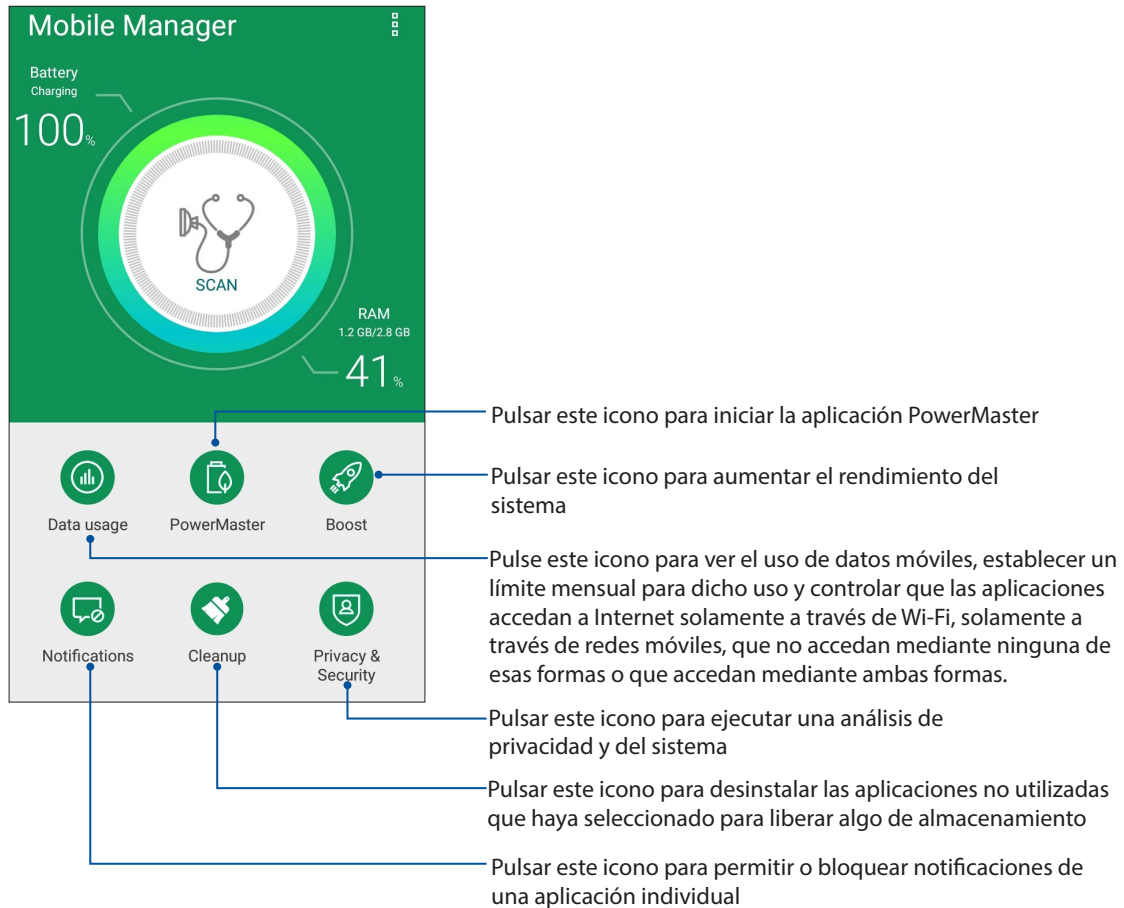 Mobile Manager
Battery
Charging
100%
SCAN
RAM
1.2 GB/2.8 GB
41%
Data usage
PowerMaster
Boost
Notifications
Cleanup
Privacy &
Security
Pulsar este icono para iniciar la aplicación PowerMaster
Pulsar este icono para aumentar el rendimiento del
sistema
Pulse este icono para ver el uso de datos móviles, establecer un
límite mensual para dicho uso y controlar que las aplicaciones
accedan a Internet solamente a través de Wi-Fi, solamente a
través de redes móviles, que no accedan mediante ninguna de
esas formas o que accedan mediante ambas formas.
Pulsar este icono para ejecutar una análisis de
privacidad y del sistema
Pulsar este icono para desinstalar las aplicaciones no utilizadas
que haya seleccionado para liberar algo de almacenamiento
Pulsar este icono para permitir o bloquear notificaciones de
una aplicación individual